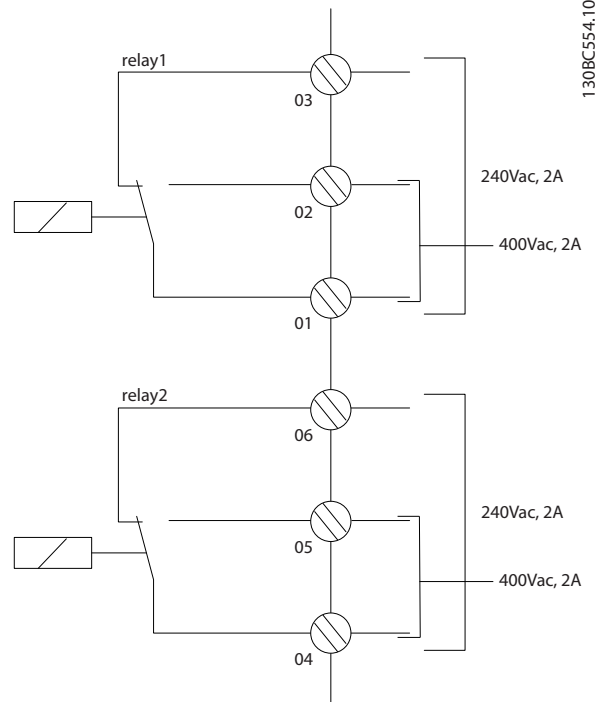 130BC554.10
relay1
03
240Vac, 2A
02
400Vac, 2A
01
relay2
06
240Vac, 2A
05
400Vac, 2A
04